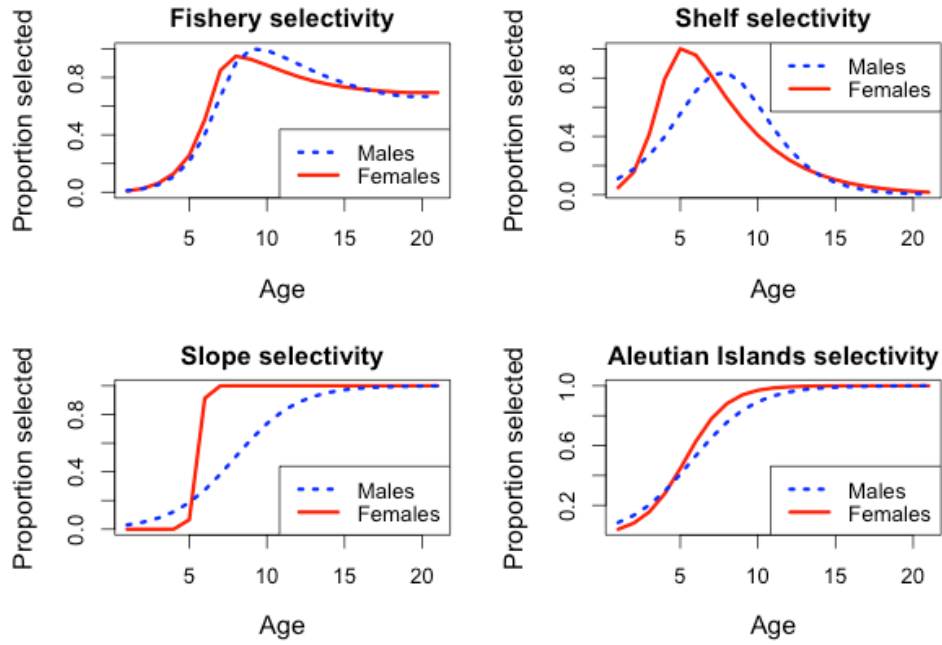 Fishery selectivity
Proportion selected
0.0 0.4 0.8
Males
Females
5 10 15 20
Age
Shelf selectivity
Proportion selected
0.0 0.4 0.8
Males
Females
5 10 15 20
Age
Slope selectivity
Proportion selected
0.0 0.4 0.8
Males
Females
5 10 15 20
Age
Aleutian Islands selectivity
Proportion selected
0.2 0.6 1.0
Males
Females
5 10 15 20
Age